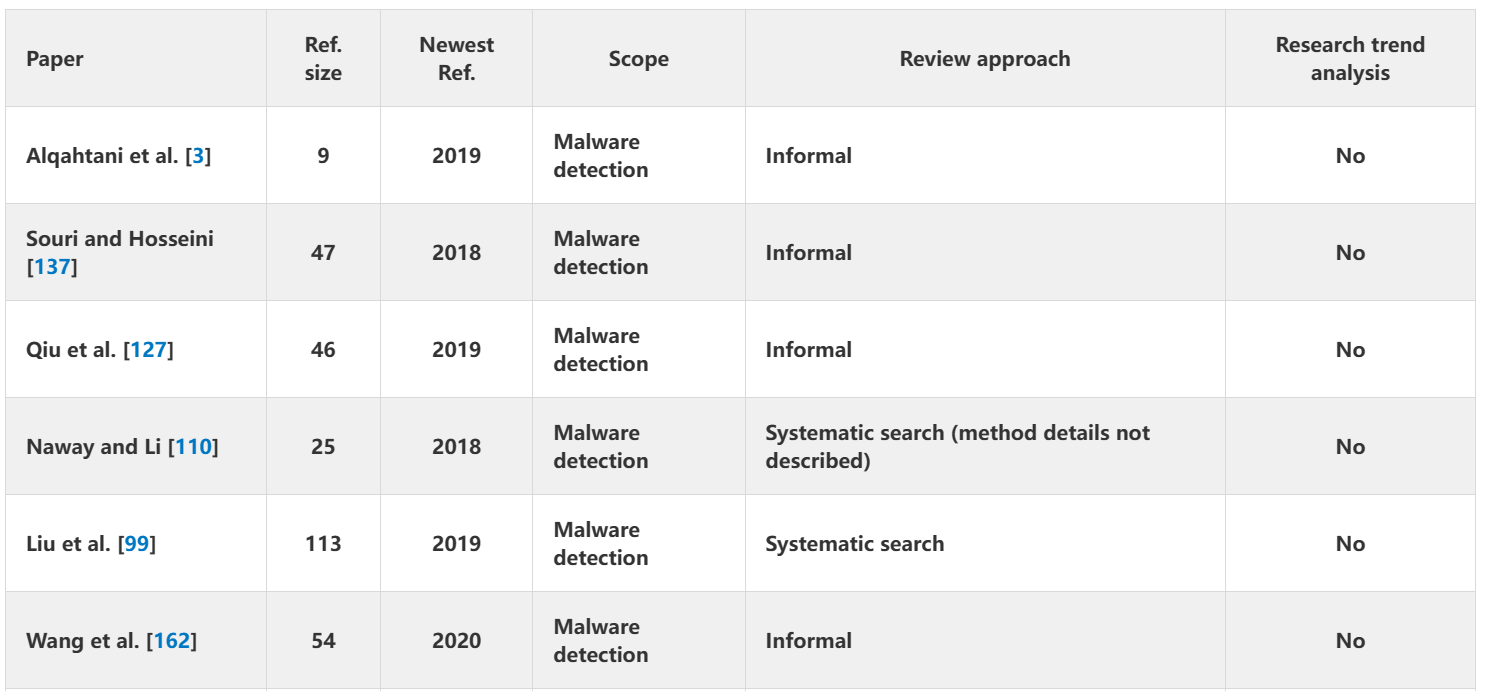 Paper
Ref.
size
Newest
Ref.
Scope
Review approach
Research trend
analysis
Alqahtani et al. [3]
9
2019
Malware
detection
Informal
No
Souri and Hosseini
[137]
47
2018
Malware
detection
Informal
No
Qiu et al. [127]
46
2019
Malware
detection
Informal
No
Naway and Li [110]
25
2018
Malware
detection
Systematic search (method details not
described)
No
Liu et al. [99]
113
2019
Malware
detection
Systematic search
No
Wang et al. [162]
54
2020
Malware
detection
Informal
No